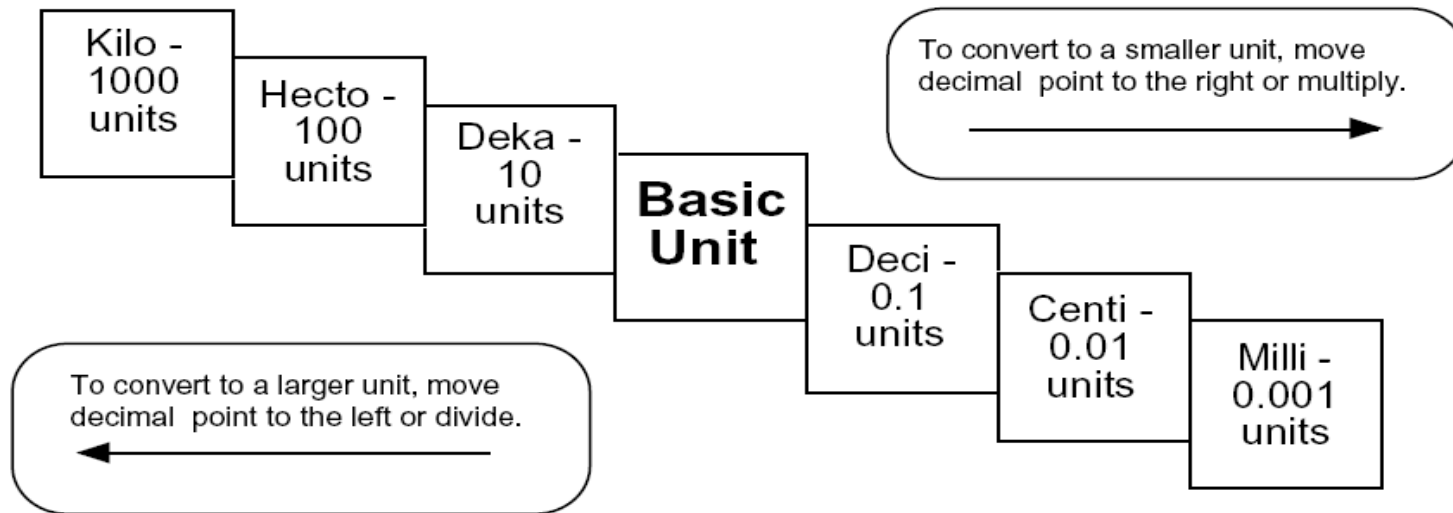 Kilo -
1000
units
Hecto -
100
units
Deka -
10
units
Basic
Unit
Deci -
0.1
units
Centi -
0.01
units
Milli -
0.001
units
To convert to a smaller unit, move
decimal point to the right or multiply.
To convert to a larger unit, move
decimal point to the left or divide.